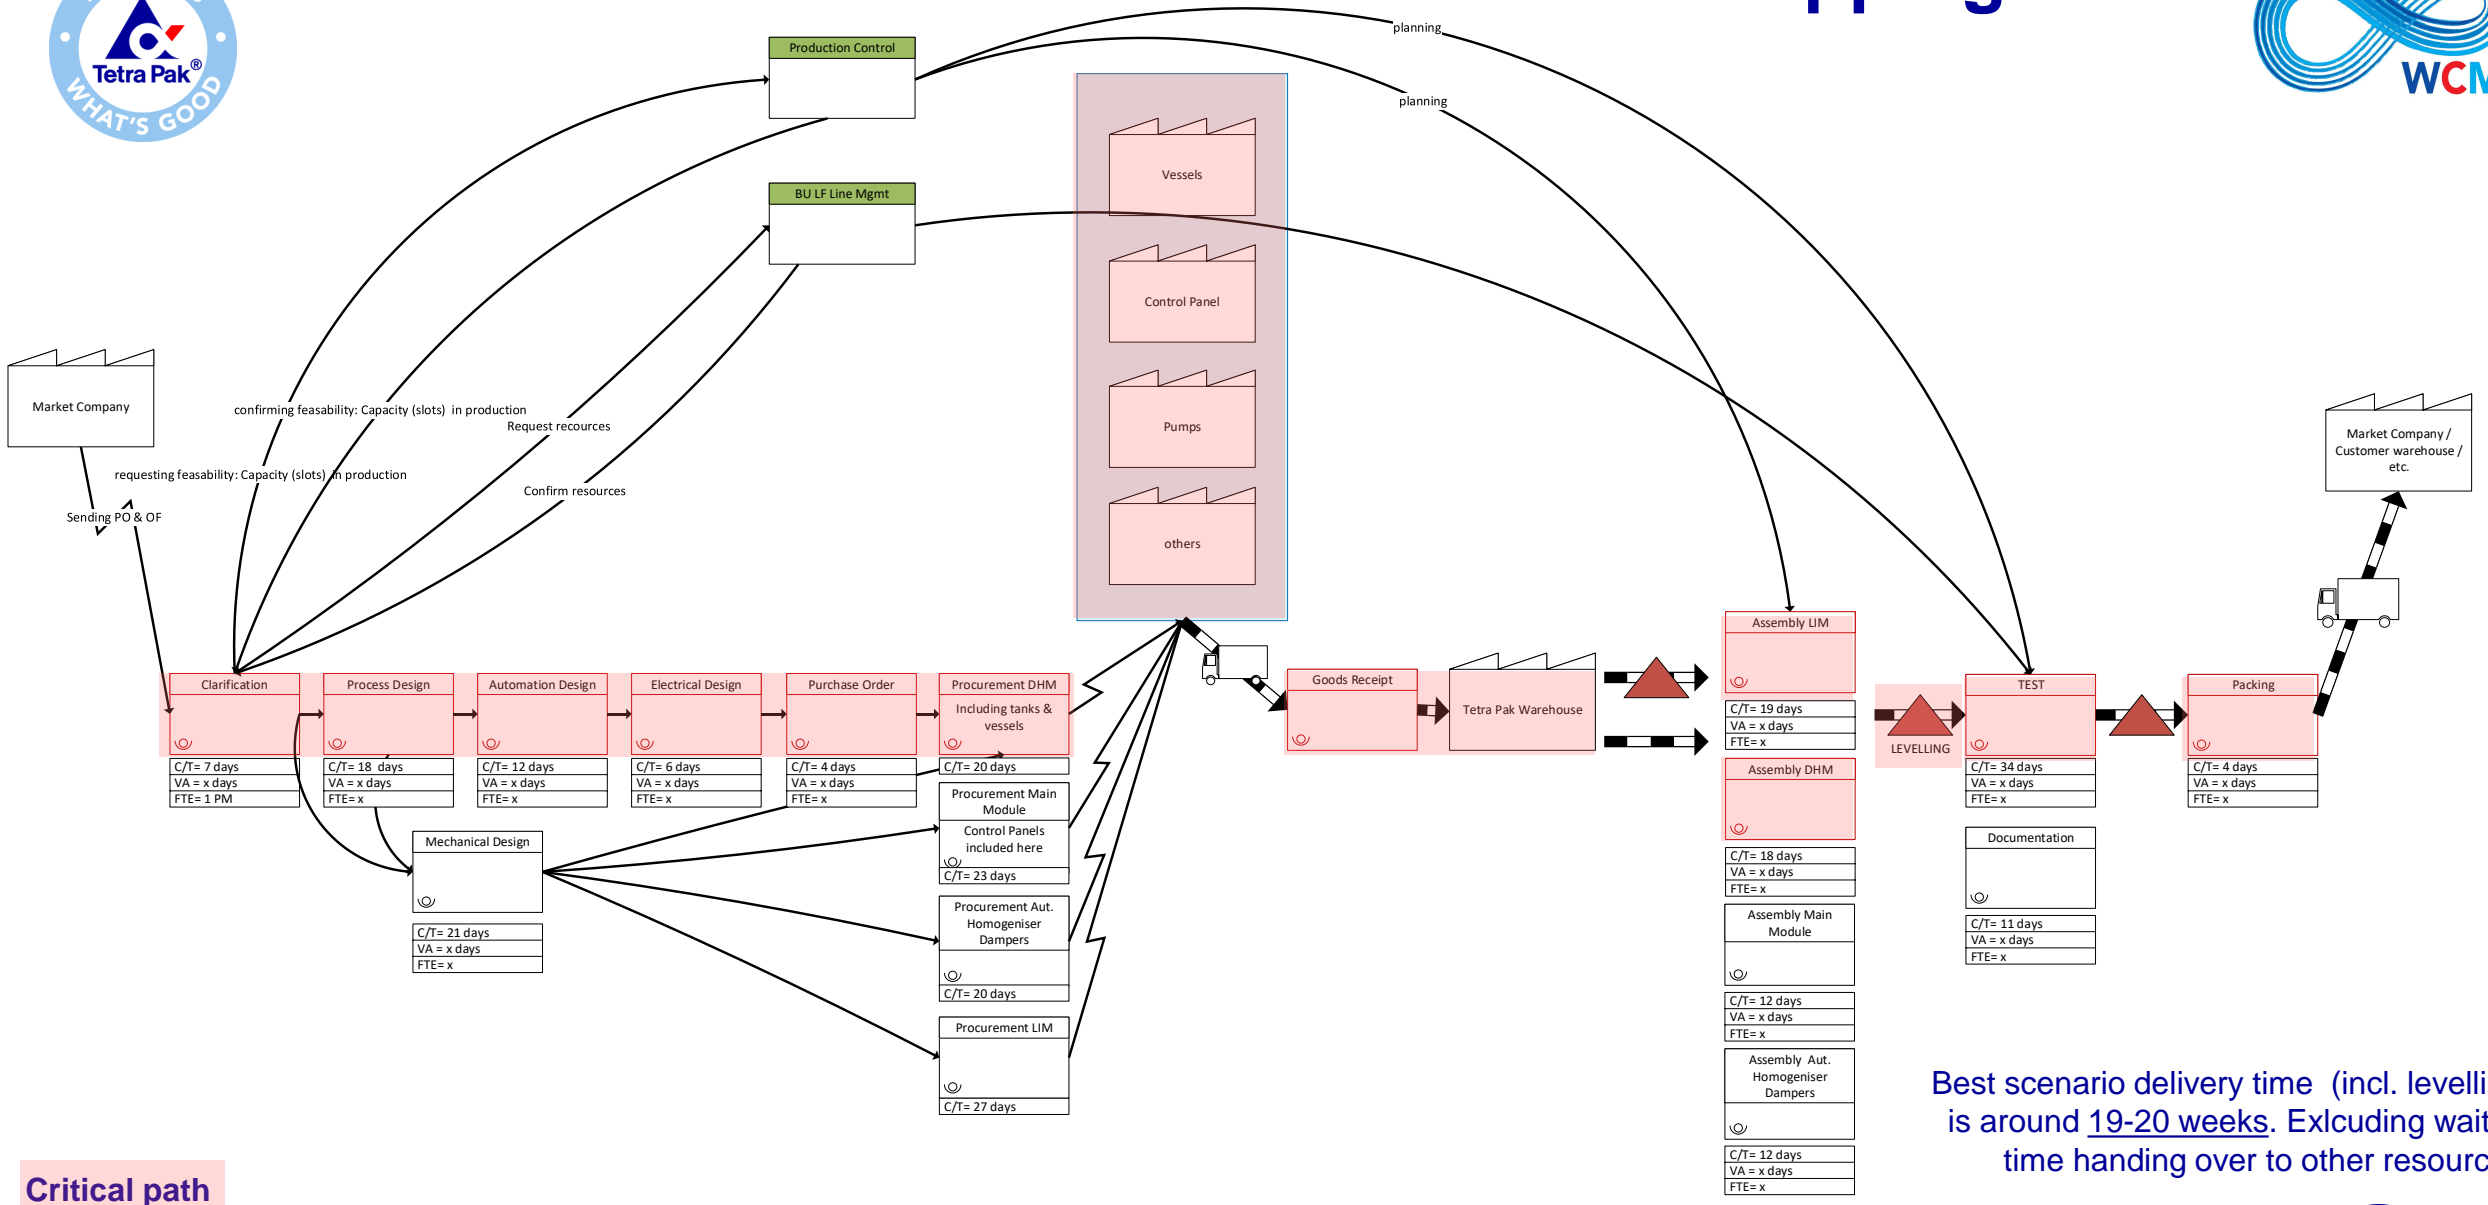 Tetra Pak®
WHAT'S GOOD
WCM
Production Control
planning
planning
BU LF Line Mgmt
Vessels
Control Panel
Pumps
others
Market Company
confirming feasability: Capacity (slots) in production
Request recources
requesting feasability: Capacity (slots) in production
Confirm resources
Sending PO & OF
Market Company /
Customer warehouse /
etc.
Clarification
C/T= 7 days
VA = x days
FTE= 1 PM
Process Design
C/T= 18 days
VA = x days
FTE= x
Automation Design
C/T= 12 days
VA = x days
FTE= x
Electrical Design
C/T= 6 days
VA = x days
FTE= x
Purchase Order
C/T= 4 days
VA = x days
FTE= x
Procurement DHM
Including tanks &
vessels
C/T= 20 days
Procurement Main
Module
Control Panels
included here
C/T= 23 days
Procurement Aut.
Homogeniser
Dampers
C/T= 20 days
Procurement LIM
C/T= 27 days
Mechanical Design
C/T= 21 days
VA = x days
FTE= x
Goods Receipt
Tetra Pak Warehouse
Assembly LIM
C/T= 19 days
VA = x days
FTE= x
Assembly DHM
C/T= 18 days
VA = x days
FTE= x
Assembly Main
Module
C/T= 12 days
VA = x days
FTE= x
Assembly Aut.
Homogeniser
Dampers
C/T= 12 days
VA = x days
FTE= x
LEVELLING
TEST
C/T= 34 days
VA = x days
FTE= x
Documentation
C/T= 11 days
VA = x days
FTE= x
Packing
C/T= 4 days
VA = x days
FTE= x
Best scenario delivery time (incl. levelli
is around 19-20 weeks. Exlcuding wait
time handing over to other resourc
Critical path